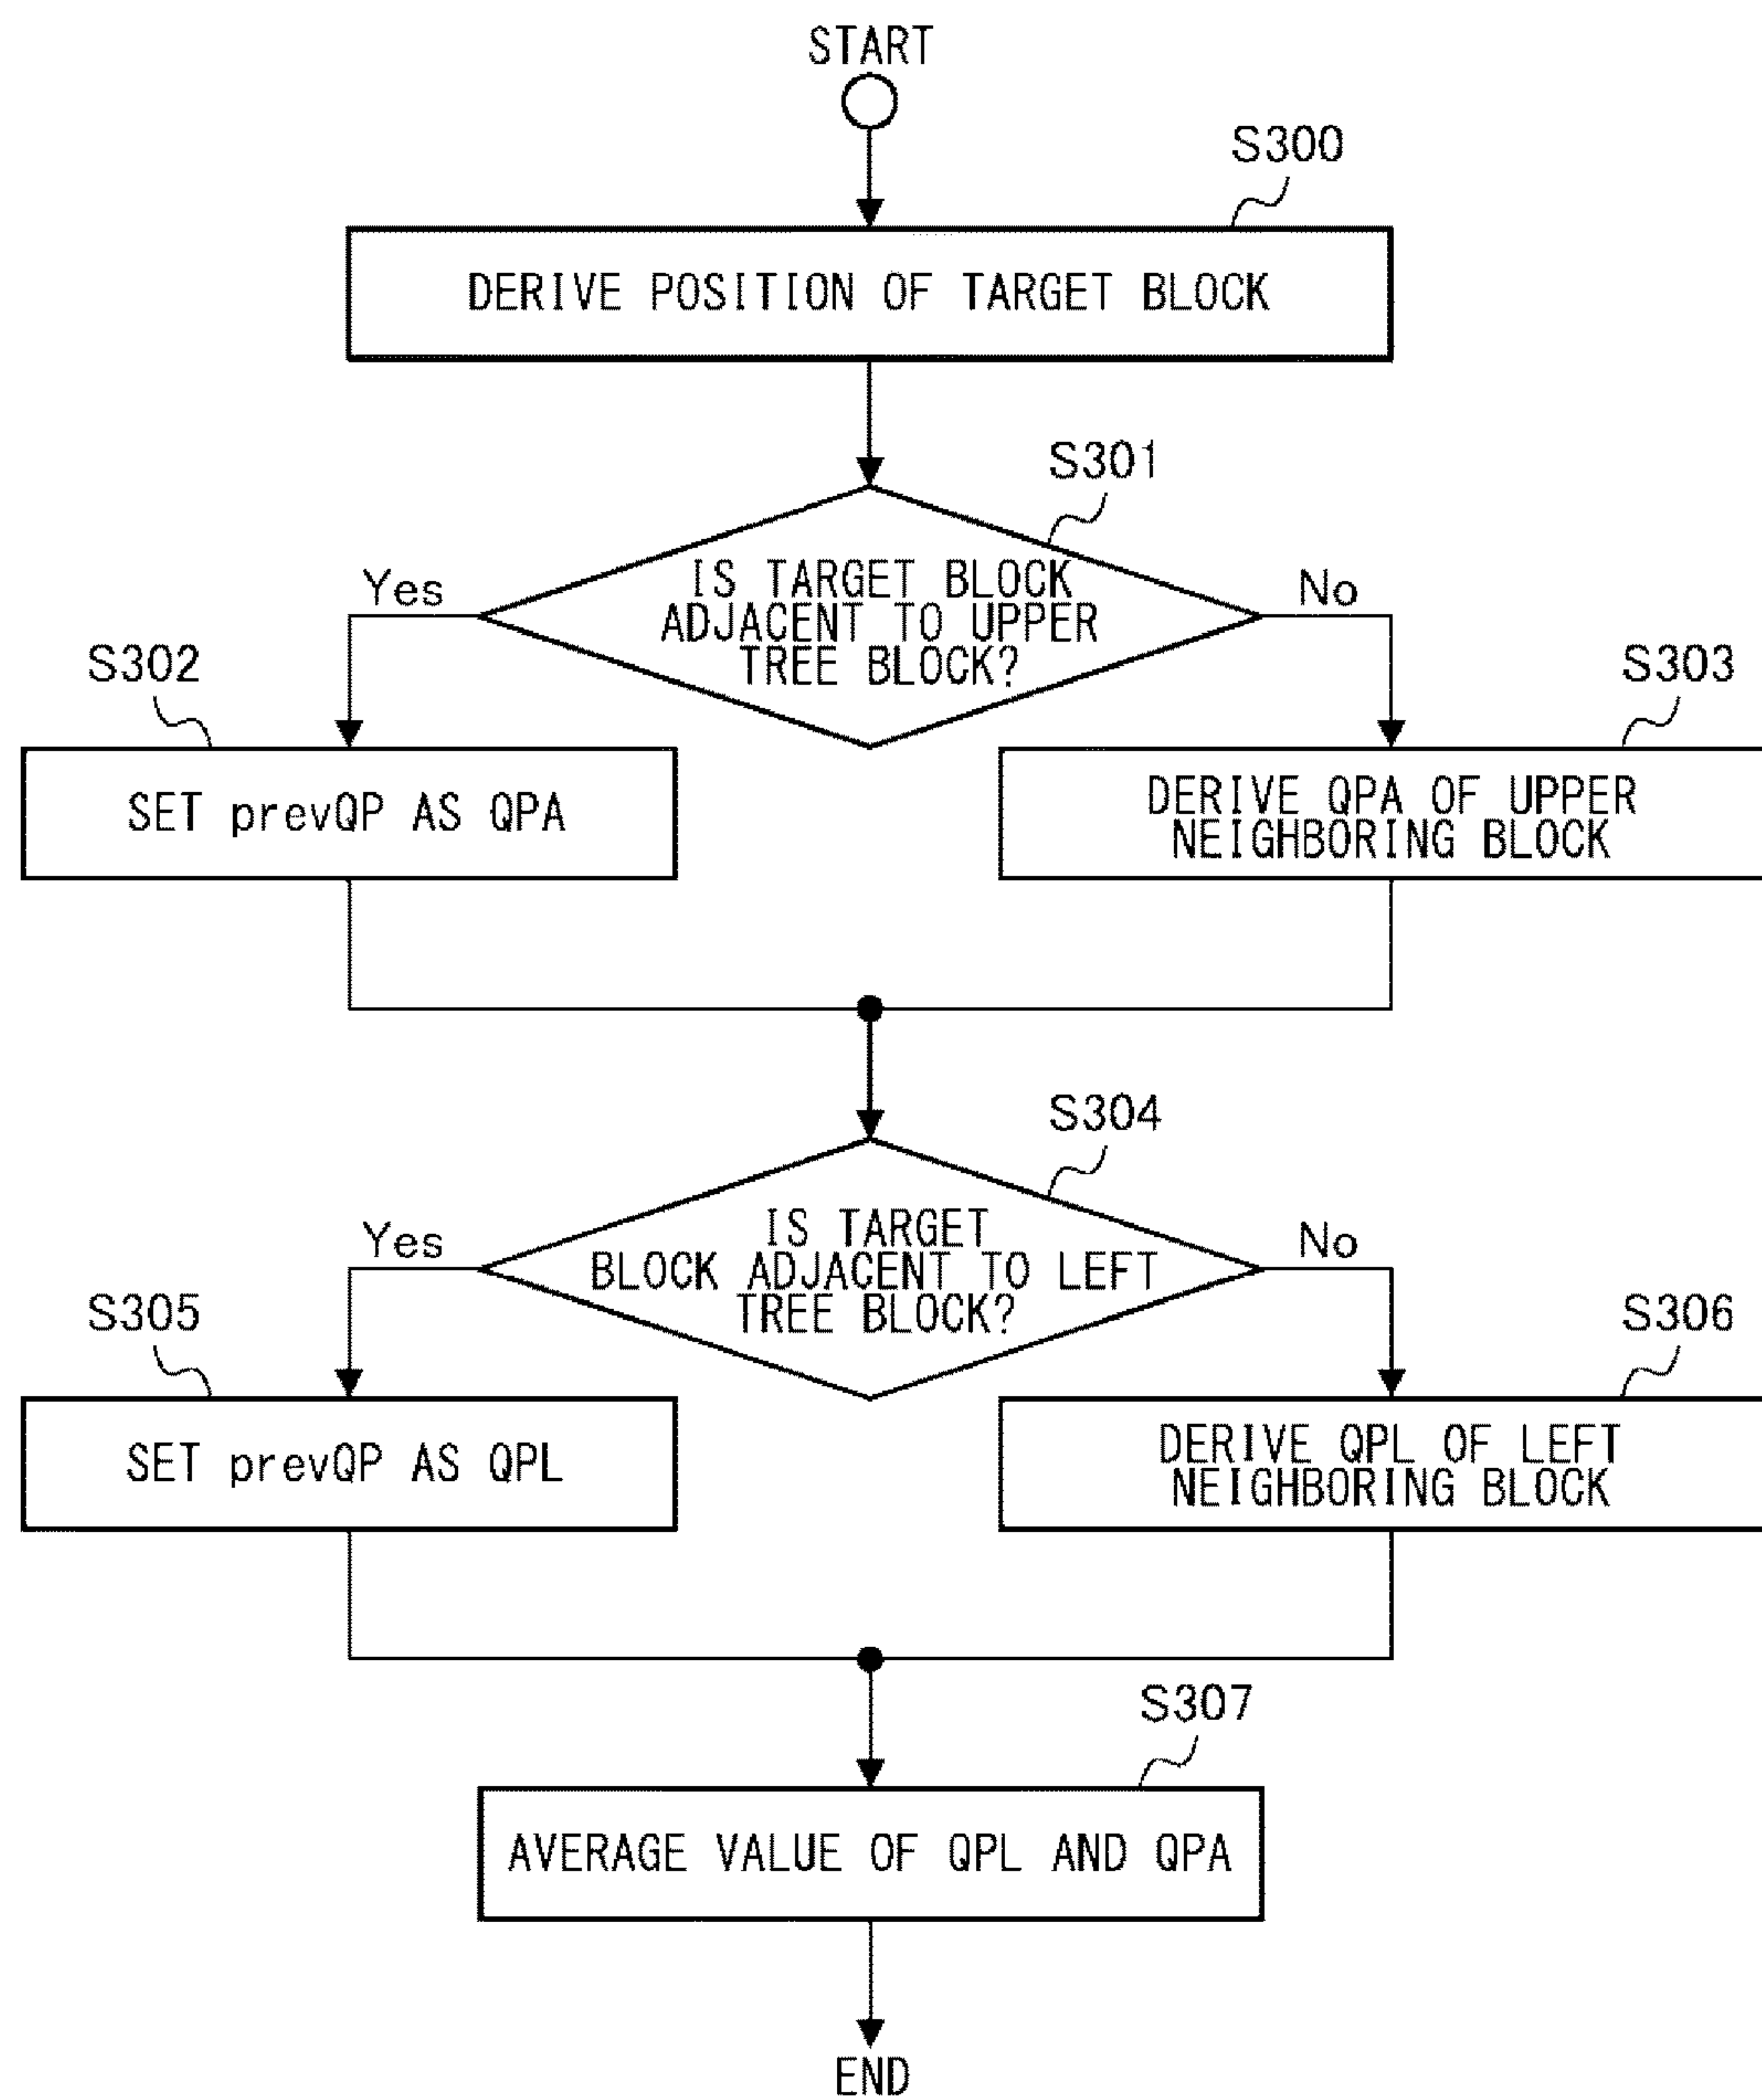 START
S300
DERIVE POSITION OF TARGET BLOCK
S301
IS TARGET BLOCK
ADJACENT TO UPPER
TREE BLOCK?
Yes
No
S302
S303
SET prevQP AS QPA
DERIVE QPA OF UPPER
NEIGHBORING BLOCK
S304
IS TARGET
BLOCK ADJACENT TO LEFT
TREE BLOCK?
Yes
No
S305
S306
SET prevQP AS QPL
DERIVE QPL OF LEFT
NEIGHBORING BLOCK
S307
AVERAGE VALUE OF QPL AND QPA
END